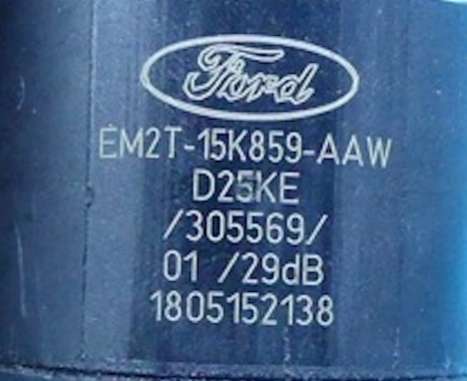 Ford
EM2T-15K859-AAW
D25KE
/305569/
01 /29dB
1805152138